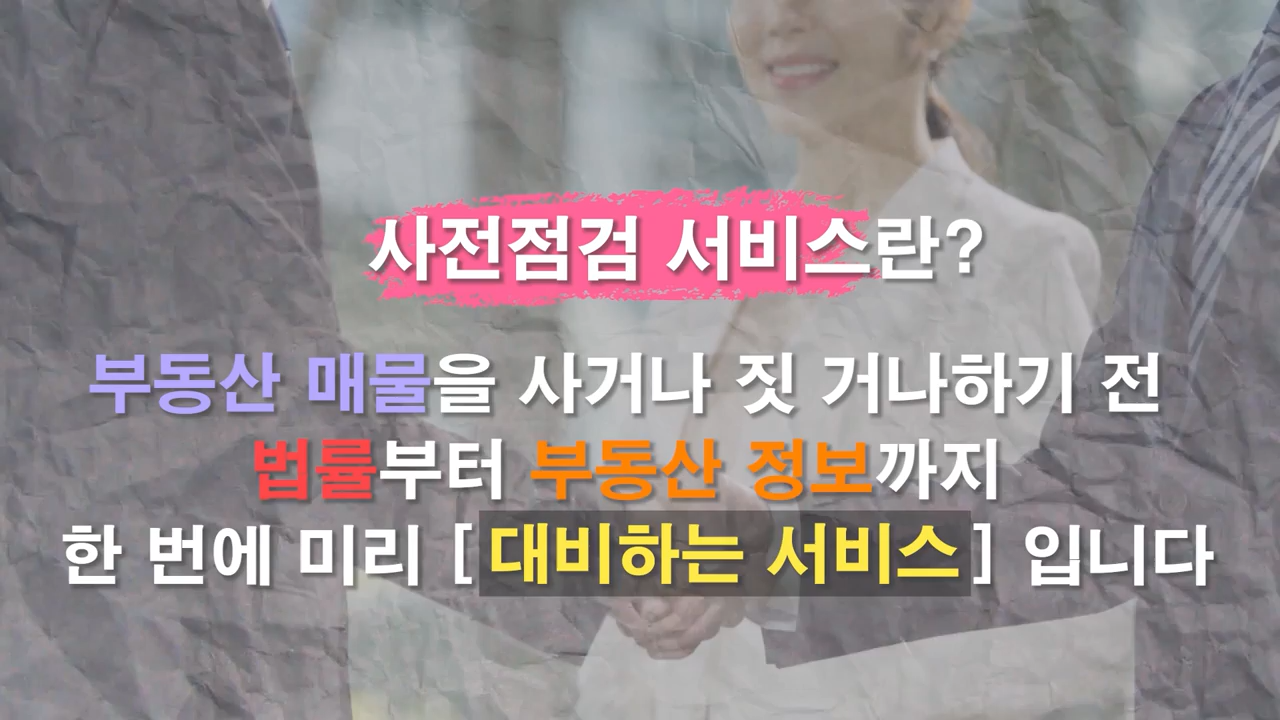 사전점검 서비스란?
부동산 매물을 사거나 짓 거나하기 전
법률부터 부동산 정보까지
한 번에 미리 [대비하는 서비스] 입니다